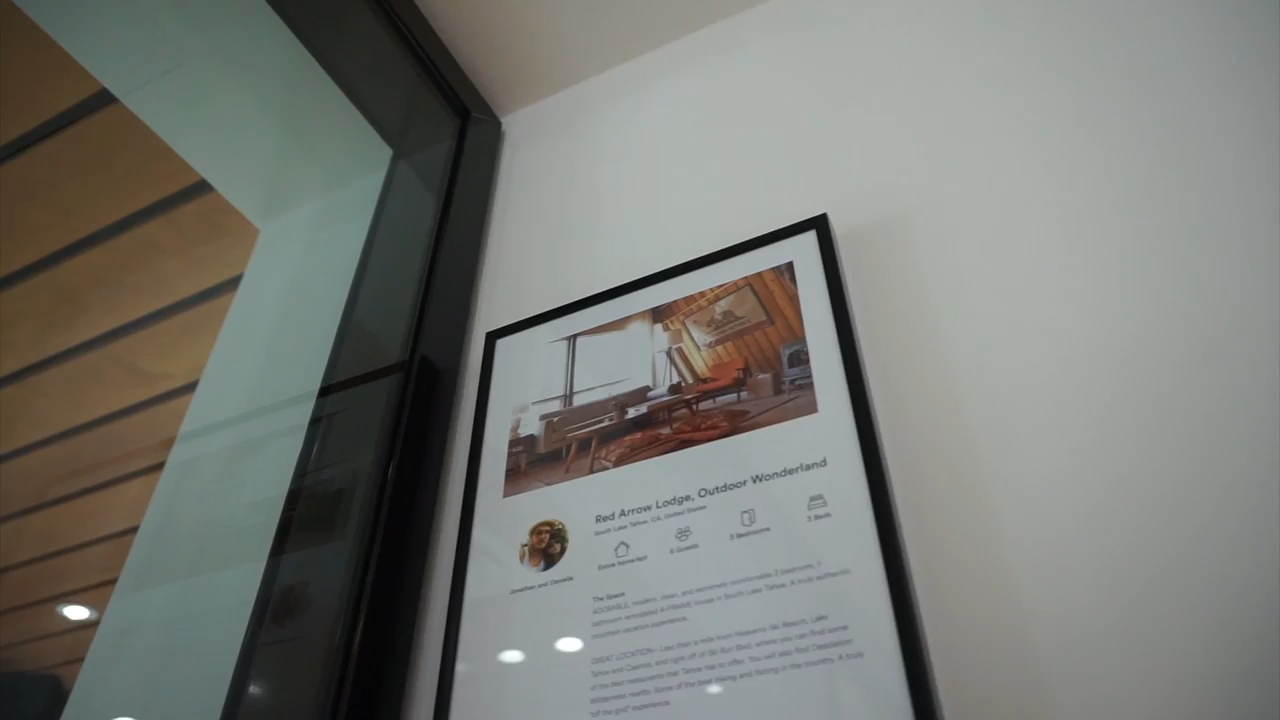 Red Arrow Lodge, Outdoor Wonderland
South Lake Tahoe, CA, United States
Entire home/apt
6 Guests
3 Bedrooms
3 Beds
Jonathan and Danielle
The Space
ADORABLE, modern, clean, and extremely comfortable 3 bedroom, 1
bathroom remodeled A-FRAME house in South Lake Tahoe. A truly authentic
mountain vacation experience.
GREAT LOCATION- Less than a mile from Heavenly Ski Resort, Lake
Tahoe and Casinos, and right off of Ski Run Blvd. where you can find some
of the best restaurants that Tahoe has to offer. You will also find Desolation
Wilderness nearby. Some of the best hiking and fishing in the country. A truly
"off the grid" experience.